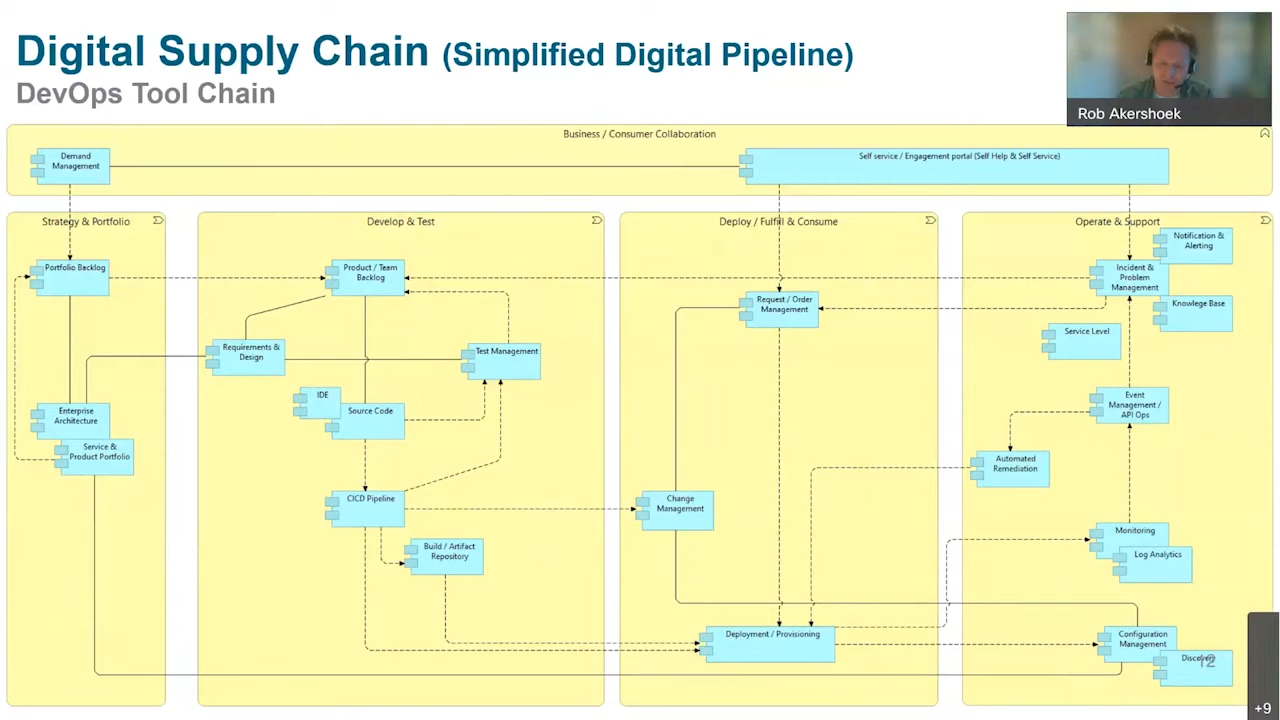 Digital Supply Chain (Simplified Digital Pipeline)
DevOps Tool Chain
Rob Akershoek
Business / Consumer Collaboration
Demand
Management
Self service / Engagement portal (Self Help & Self Service)
Strategy & Portfolio
Develop & Test
Deploy / Fulfill & Consume
Operate & Support
Notification &
Alerting
Portfolio Backlog
Product / Team
Backlog
Incident &
Problem
Management
Request / Order
Management
Knowlege Base
Service Level
Requirements &
Design
Test Management
IDE
Source Code
Enterprise
Architecture
Service &
Product Portfolio
Event
Management /
API Ops
Automated
Remediation
CICD Pipeline
Change
Management
Build / Artifact
Repository
Monitoring
Log Analytics
Deployment / Provisioning
Configuration
Management
Discovery
12
+9